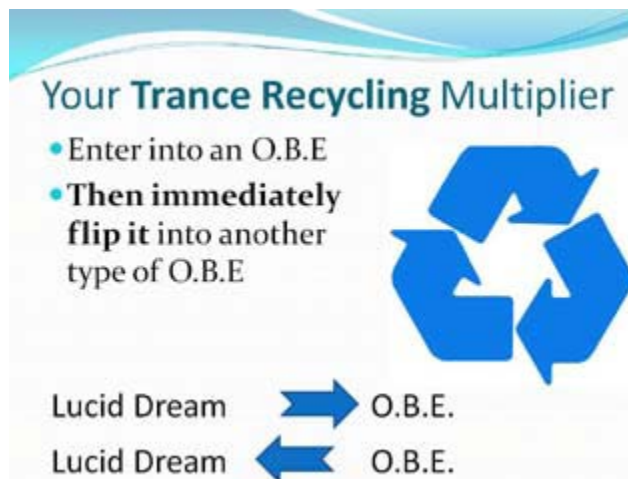 Your Trance Recycling Multiplier
Enter into an O.B.E
Then immediately
flip it into another
type of O.B.E
Lucid Dream O.B.E.
Lucid Dream O.B.E.